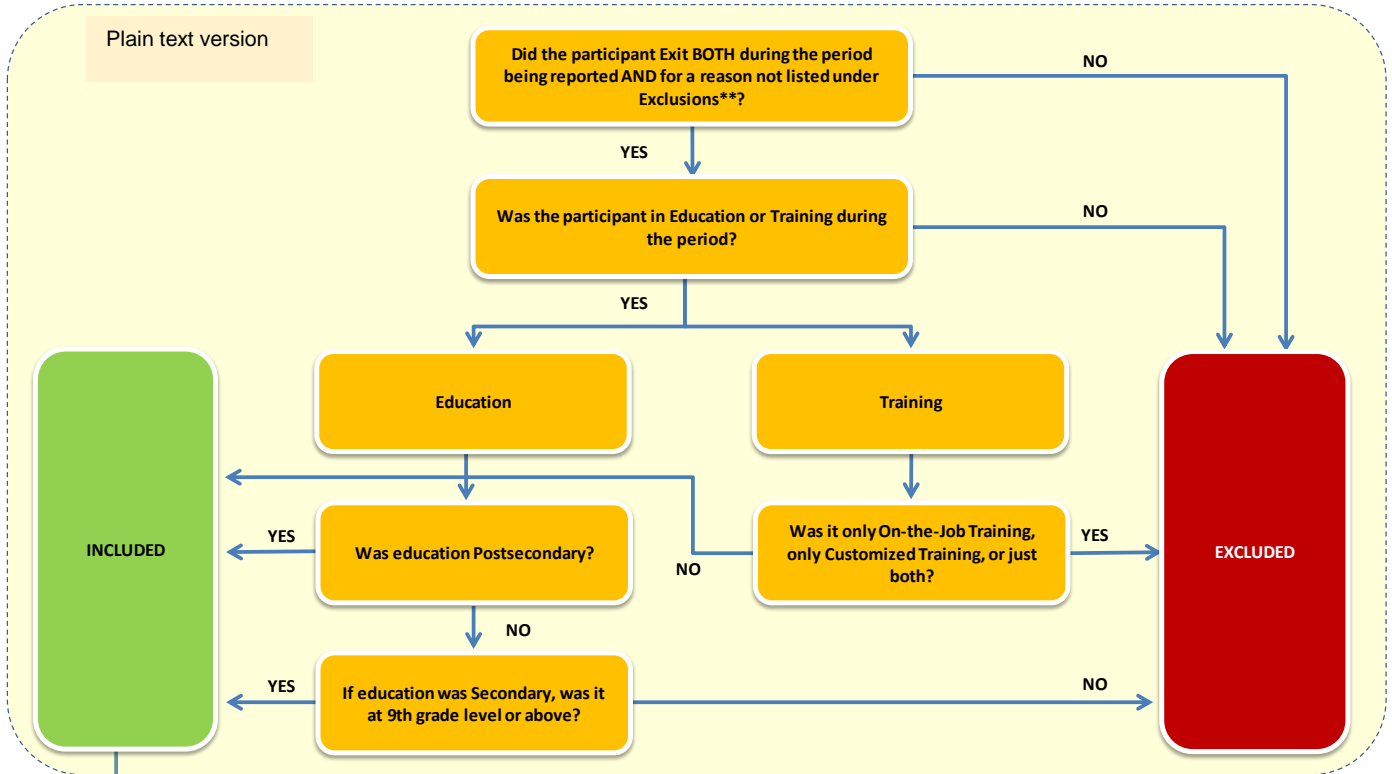 Plain text version
Did the participant Exit BOTH during the period
being reported AND for a reason not listed under
Exclusions**?
NO
YES
Was the participant in Education or Training during
the period?
NO
YES
Education
Training
INCLUDED
YES
Was education Postsecondary?
NO
Was it only On-the-Job Training,
only Customized Training, or just
both?
YES
EXCLUDED
NO
YES
If education was Secondary, was it
at 9th grade level or above?
NO